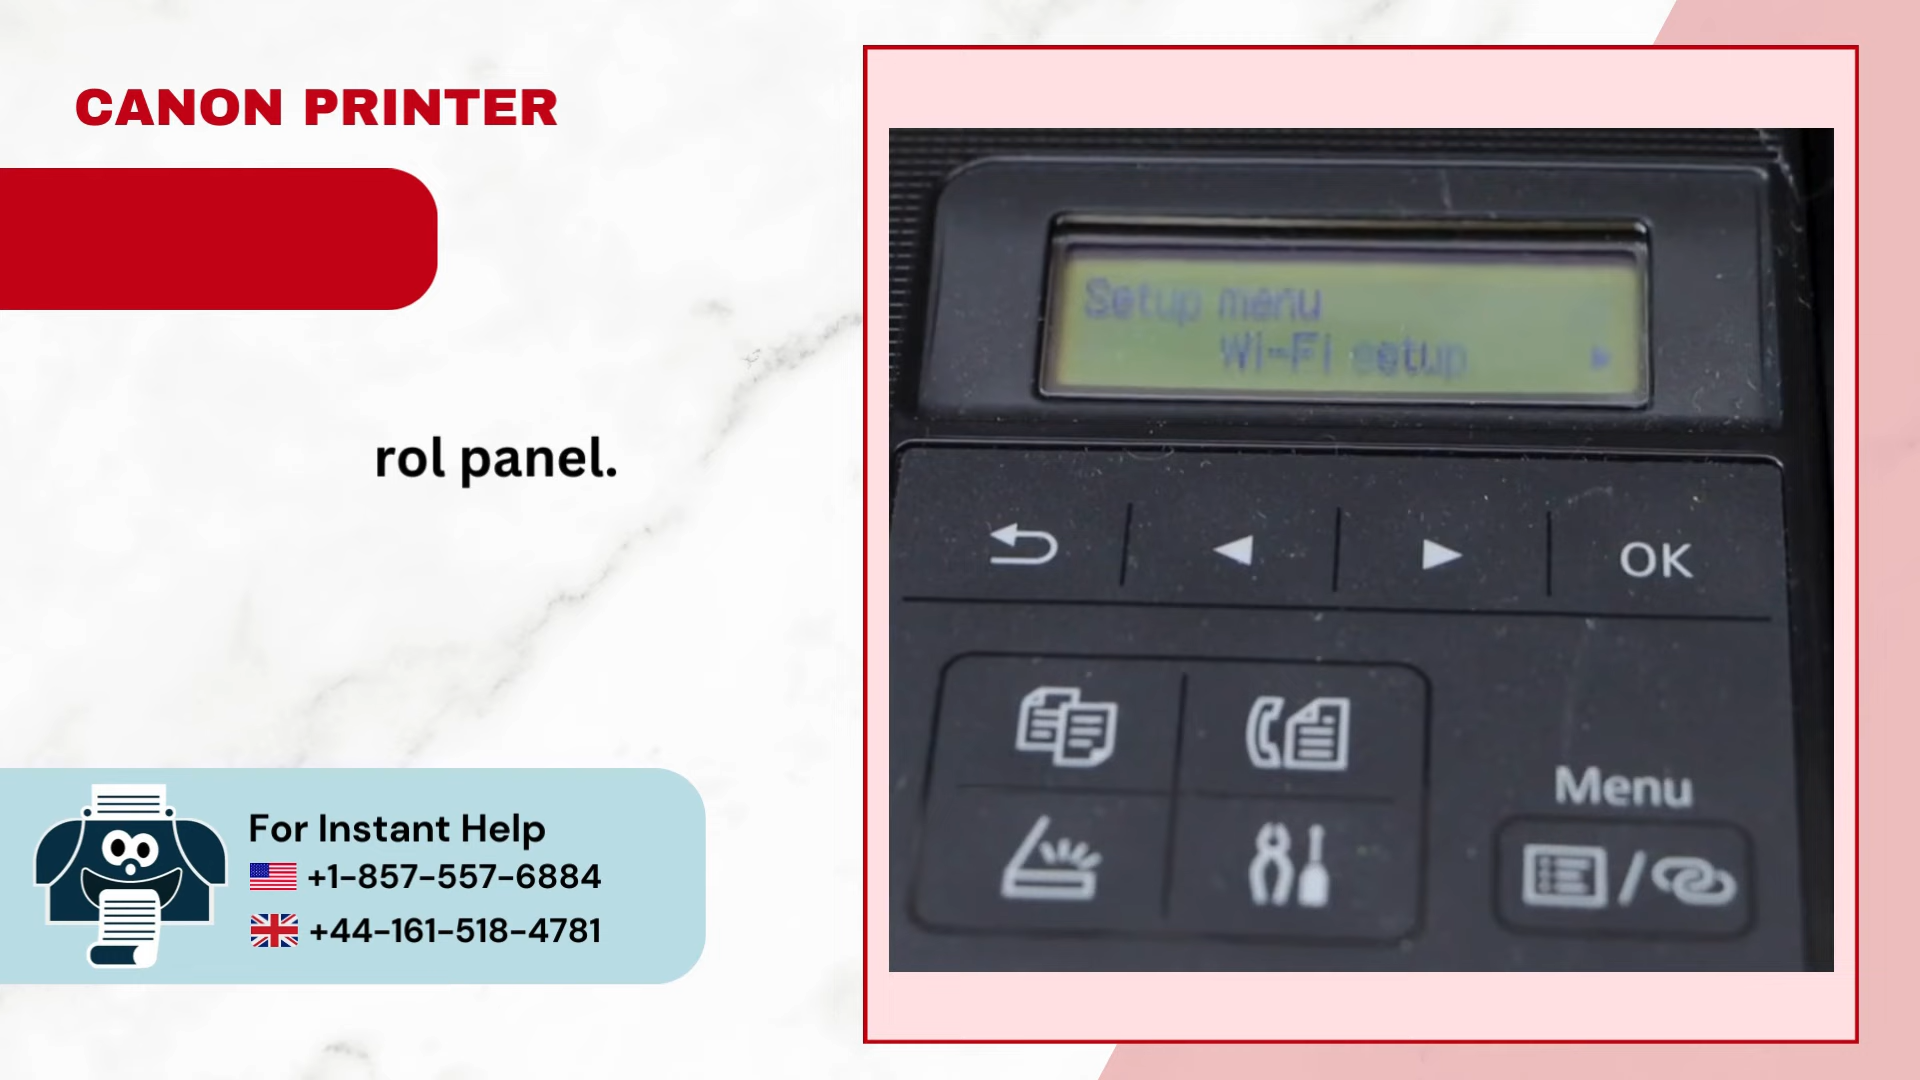 CANON PRINTER
rol panel.
For Instant Help
+1-857-557-6884
+44-161-518-4781
Setup menu
Wi-Fi setup
OK
Menu
/